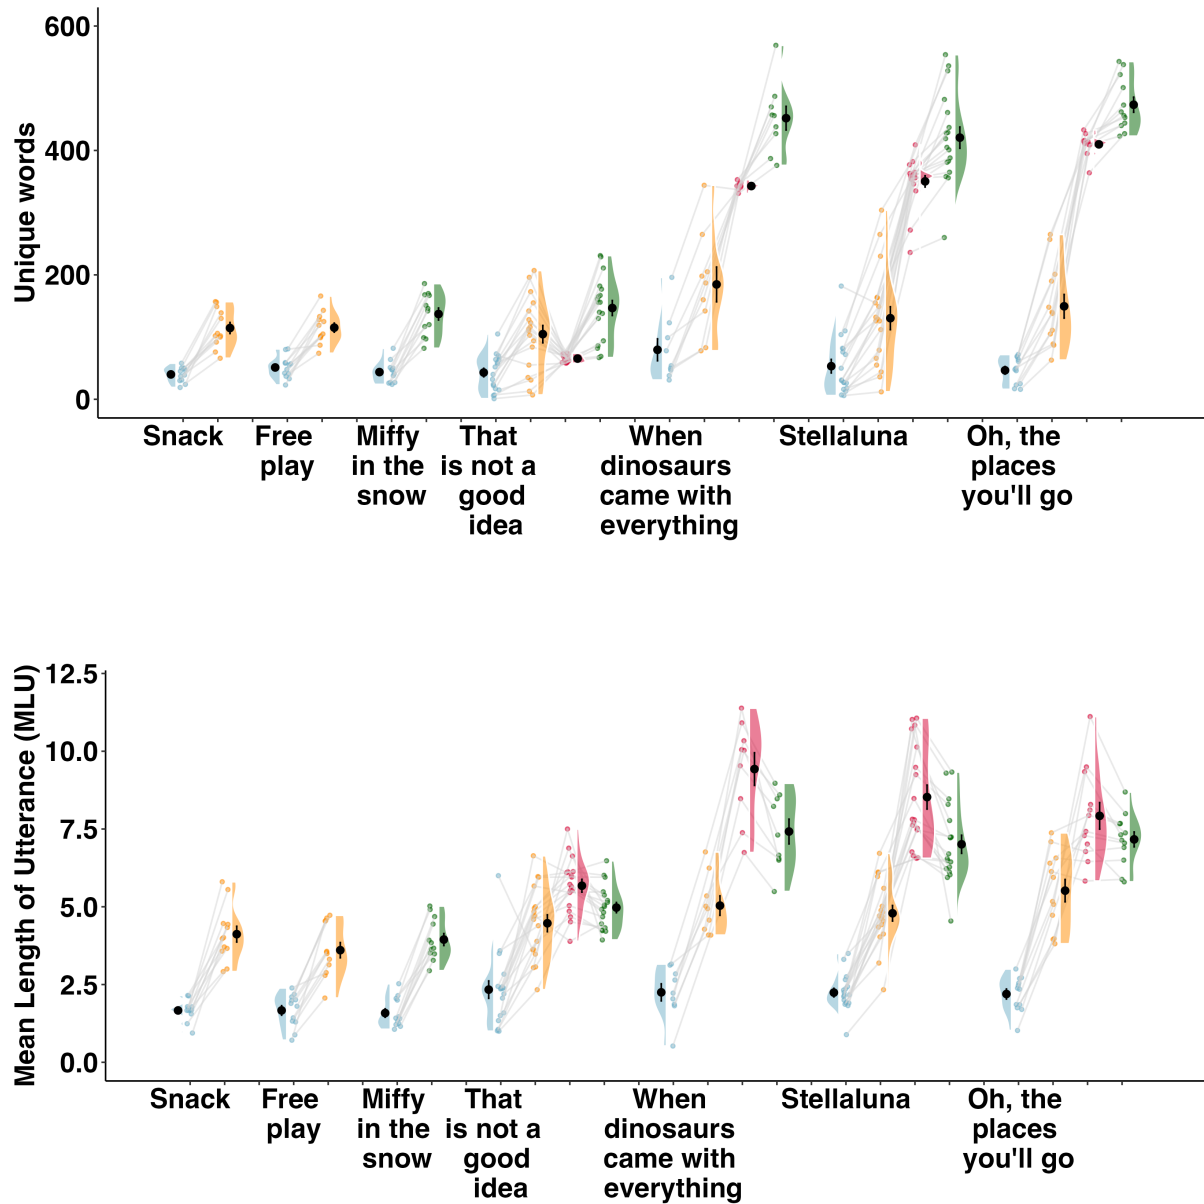 Unique words
600
400
200
0
Snack
Free
play
Miffy
in the
snow
That
is not a
good
idea
When
dinosaurs
came with
everything
Stellaluna
Oh, the
places
you'll go
Mean Length of Utterance (MLU)
12.5
10.0
7.5
5.0
2.5
0.0
Snack
Free
play
Miffy
in the
snow
That
is not a
good
idea
When
dinosaurs
came with
everything
Stellaluna
Oh, the
places
you'll go